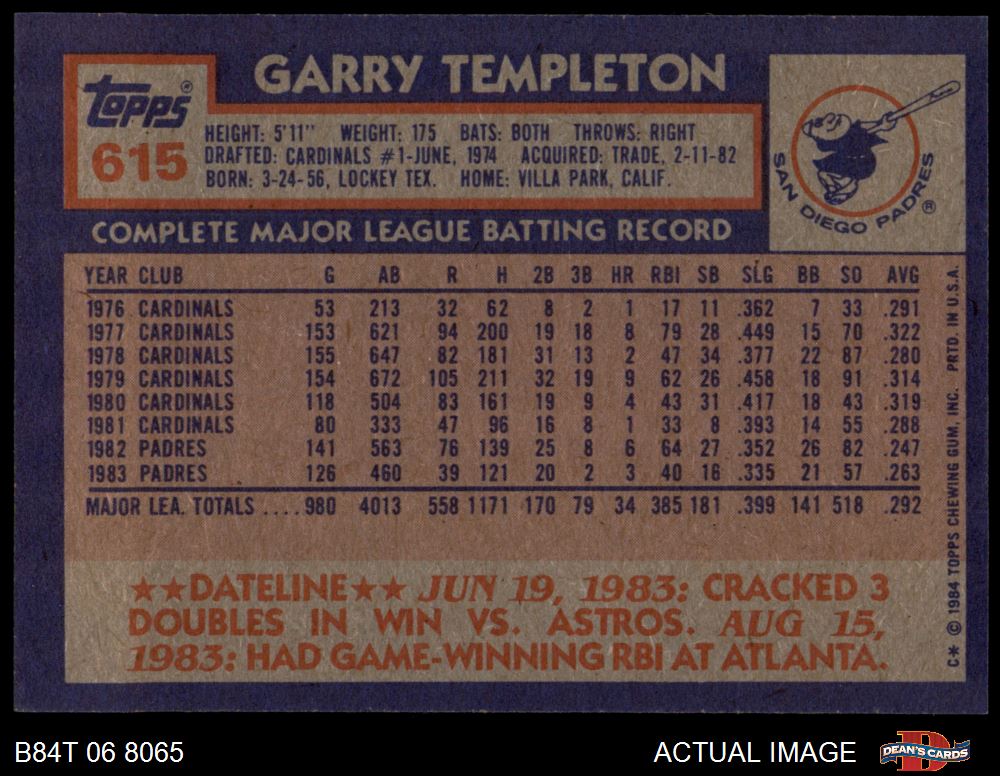 GARRY TEMPLETON
TOPPS®
615
HEIGHT: 5'11" WEIGHT: 175 BATS: BOTH THROWS: RIGHT
DRAFTED: CARDINALS #1-JUNE, 1974 ACQUIRED: TRADE, 2-11-82
BORN: 3-24-56, LOCKEY TEX. HOME: VILLA PARK, CALIF.
SAN DIEGO PADRES ®
COMPLETE MAJOR LEAGUE BATTING RECORD
YEAR CLUB G AB R H 2B 3B HR RBI SB SLG BB SO AVG
1976 CARDINALS 53 213 32 62 8 2 1 17 11 .362 7 33 .291
1977 CARDINALS 153 621 94 200 19 18 8 79 28 .449 15 70 .322
1978 CARDINALS 155 647 82 181 31 13 2 47 34 .377 22 87 .280
1979 CARDINALS 154 672 105 211 32 19 9 62 26 .458 18 91 .314
1980 CARDINALS 118 504 83 161 19 9 4 43 31 .417 18 43 .319
1981 CARDINALS 80 333 47 96 16 8 1 33 8 .393 14 55 .288
1982 PADRES 141 563 76 139 25 8 6 64 27 .352 26 82 .247
1983 PADRES 126 460 39 121 20 2 3 40 16 .335 21 57 .263
MAJOR LEA. TOTALS ....980 4013 558 1171 170 79 34 385 181 .399 141 518 .292
★★DATELINE★★ JUN 19, 1983: CRACKED 3
DOUBLES IN WIN VS. ASTROS. AUG 15,
1983: HAD GAME-WINNING RBI AT ATLANTA.
C* © 1984 TOPPS CHEWING GUM, INC. PRTD. IN U.S.A.
B84T 06 8065
ACTUAL IMAGE
D
DEAN'S CARDS